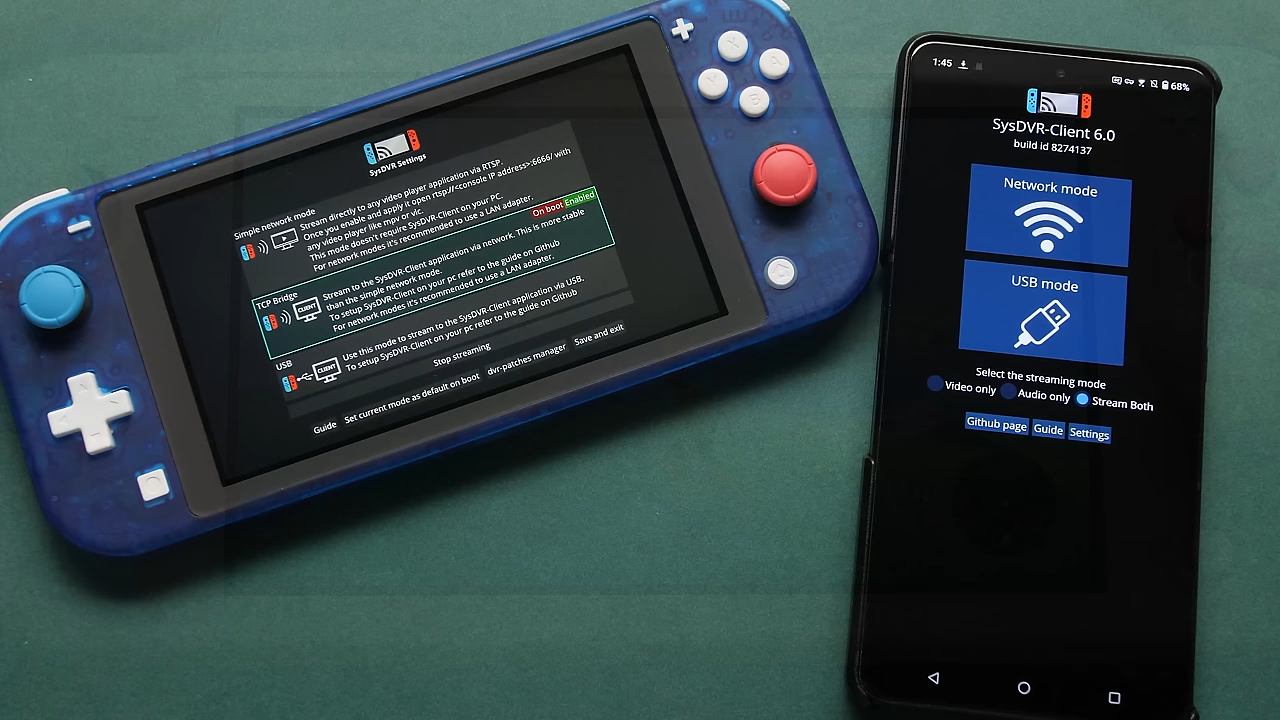 SysDVR Settings
Simple network mode
Stream directly to any video player application via RTSP.
Once you enable and apply it open rtsp://<console IP address>:6666/ with
any video player like mpv or vlc.
This mode doesn't require SysDVR-Client on your PC.
For network modes it's recommended to use a LAN adapter.
On boot Enabled
TCP Bridge
Stream to the SysDVR-Client application via network. This is more stable
than the simple network mode.
To setup SysDVR-Client on your pc refer to the guide on Github
For network modes it's recommended to use a LAN adapter.
CLIENT
USB
Use this mode to stream to the SysDVR-Client application via USB.
To setup SysDVR-Client on your pc refer to the guide on Github
CLIENT
Stop streaming
Guide Set current mode as default on boot dvr-patches manager Save and exit
X
Y
A
B
1:45
68%
SysDVR-Client 6.0
build id 8274137
Network mode
USB mode
Select the streaming mode
Video only Audio only Stream Both
Github page Guide Settings